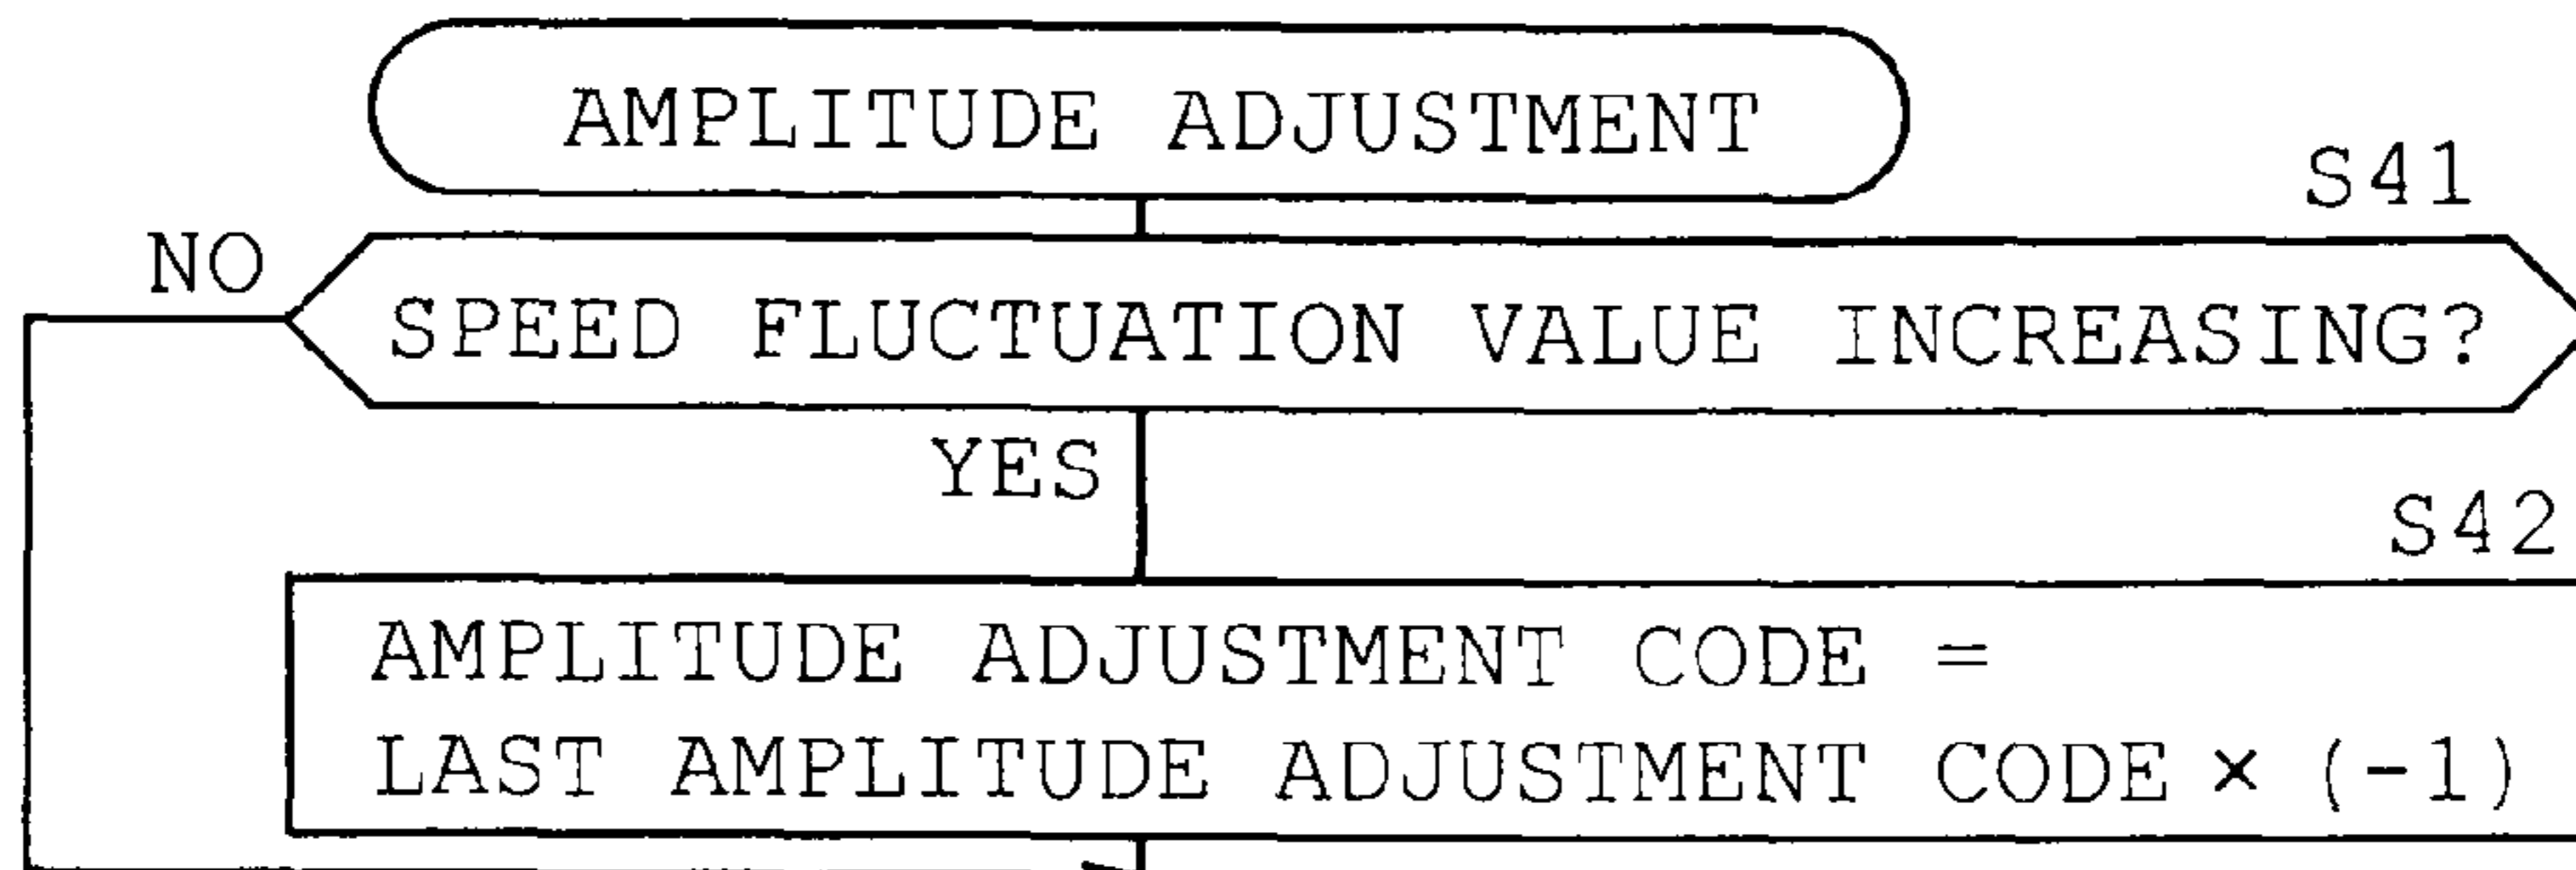 AMPLITUDE ADJUSTMENT
S41
NO
SPEED FLUCTUATION VALUE INCREASING?
YES
S42
AMPLITUDE ADJUSTMENT CODE =
LAST AMPLITUDE ADJUSTMENT CODE × (-1)